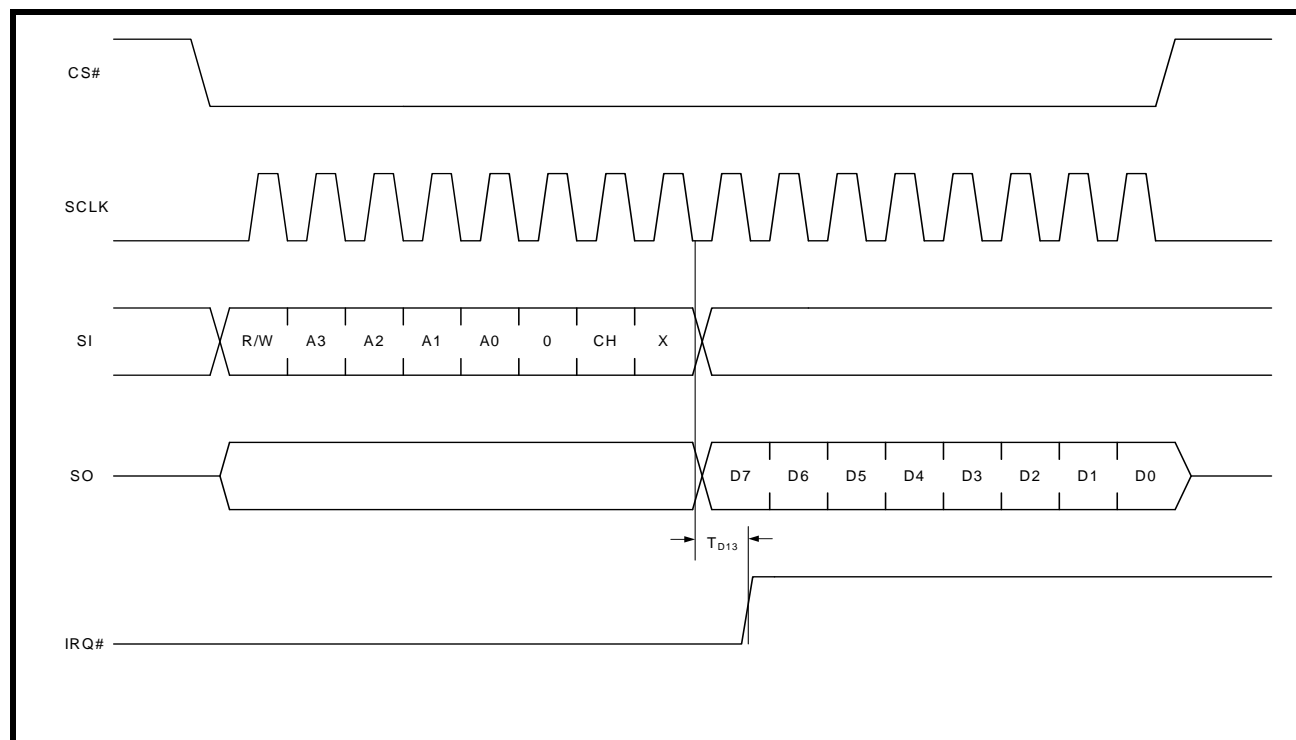 CS#
SCLK
SI
R/W A3 A2 A1 A0 0 CH X
SO
D7 D6 D5 D4 D3 D2 D1 D0
TD13
IRQ#